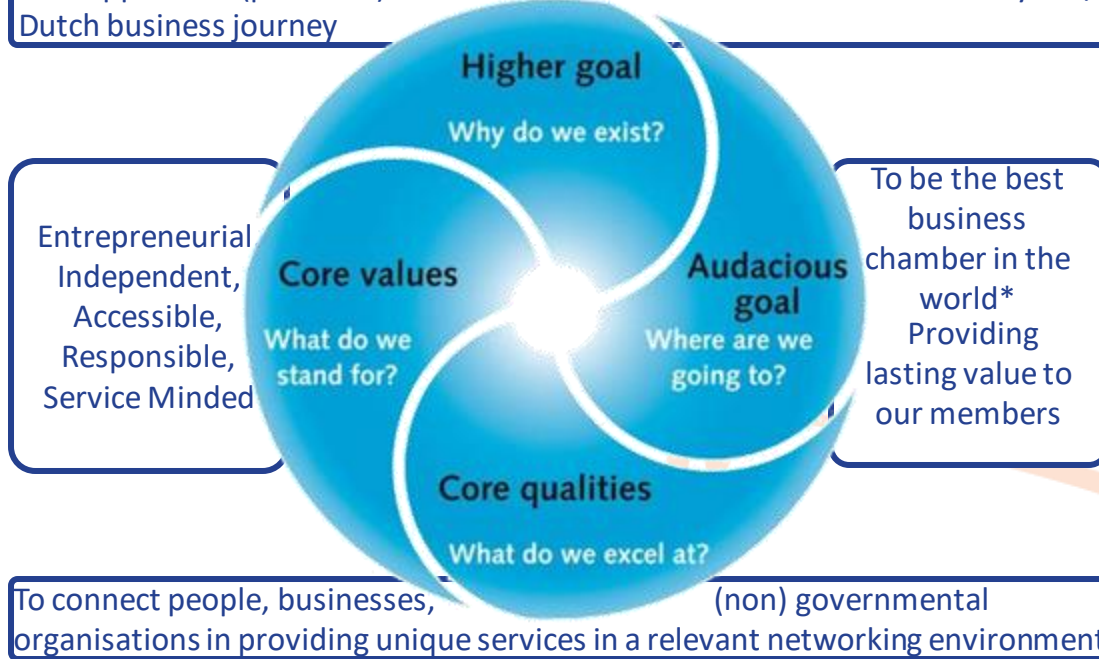 Dutch business journey
Higher goal
Why do we exist?
Entrepreneurial
Independent,
Accessible,
Responsible,
Service Minded
Core values
What do we
stand for?
Audacious
goal
Where are we
going to?
To be the best
business
chamber in the
world*
Providing
lasting value to
our members
Core qualities
What do we excel at?
To connect people, businesses, (non) governmental
organisations in providing unique services in a relevant networking environment